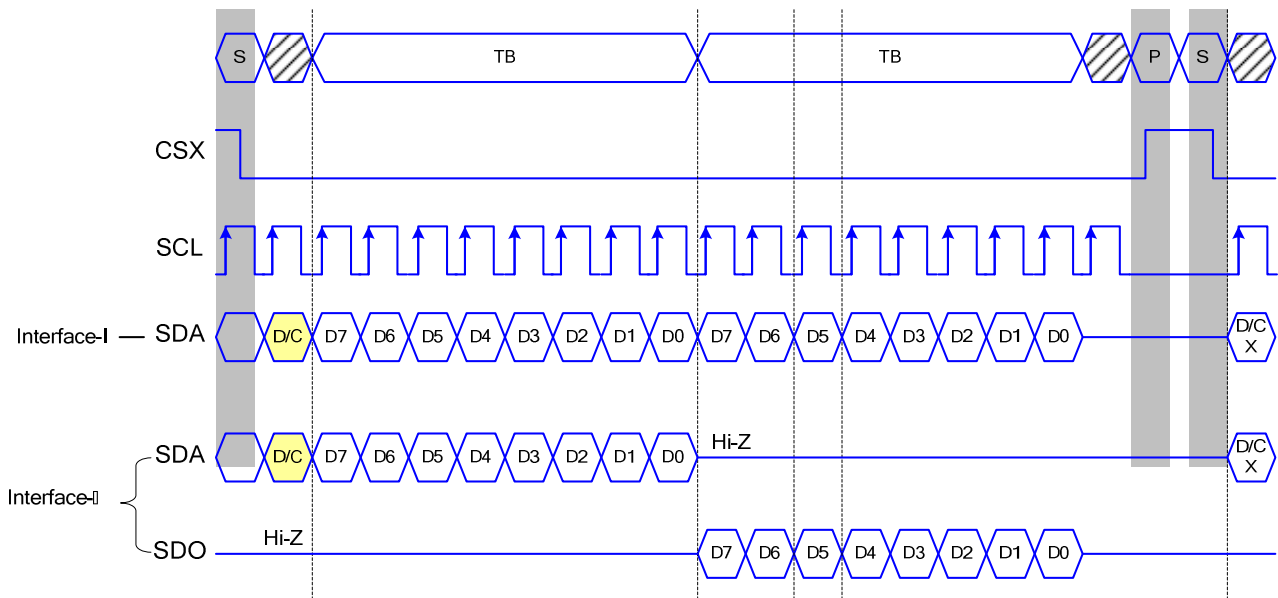 S TB TB P S
CSX
SCL
Interface-I SDA D/C D7 D6 D5 D4 D3 D2 D1 D0 D7 D6 D5 D4 D3 D2 D1 D0 D/C
X
SDA D/C D7 D6 D5 D4 D3 D2 D1 D0 Hi-Z D/C
X
Interface-▯
SDO Hi-Z D7 D6 D5 D4 D3 D2 D1 D0